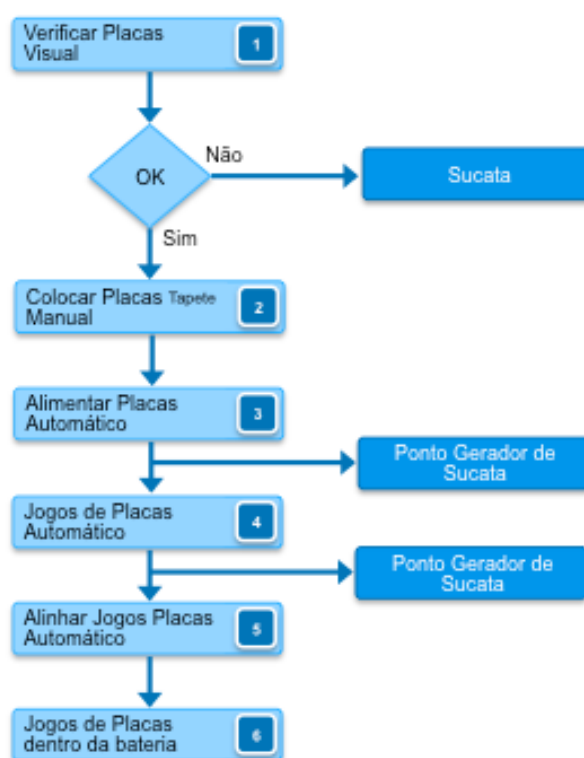 Verificar Placas
Visual
1
OK
Não
Sucata
Sim
Colocar Placas Tapete
Manual
2
Alimentar Placas
Automático
3
Ponto Gerador de
Sucata
Jogos de Placas
Automático
4
Ponto Gerador de
Sucata
Alinhar Jogos Placas
Automático
5
Jogos de Placas
dentro da bateria
6